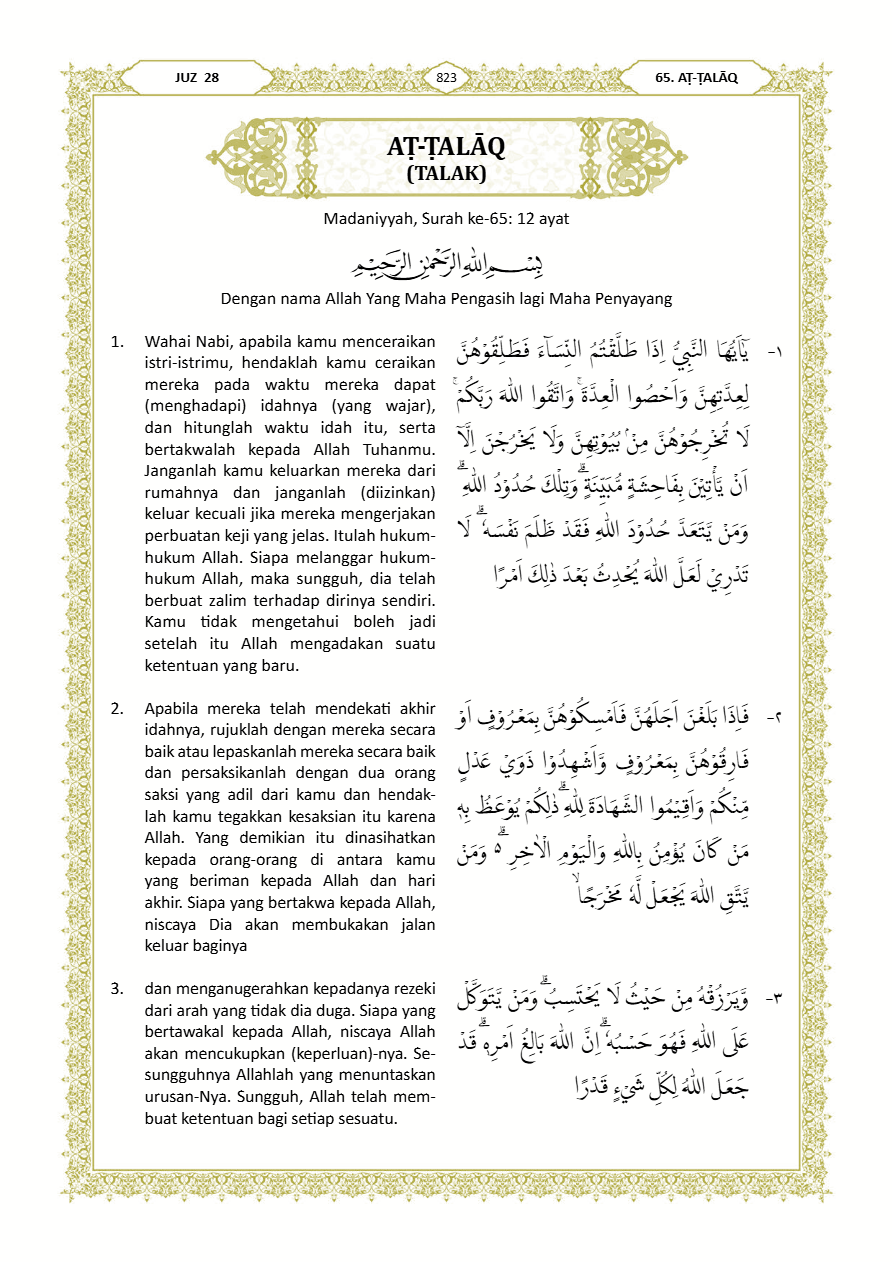 JUZ 28
823
65. AṬ-ṬALĀQ
AṬ-ṬALĀQ
(TALAK)
Madaniyyah, Surah ke-65: 12 ayat
بِسْمِ اللّٰهِ الرَّحْمٰنِ الرَّحِيْمِ
Dengan nama Allah Yang Maha Pengasih lagi Maha Penyayang
1. Wahai Nabi, apabila kamu menceraikan
istri-istrimu, hendaklah kamu ceraikan
mereka pada waktu mereka dapat
(menghadapi) idahnya (yang wajar),
dan hitunglah waktu idah itu, serta
bertakwalah kepada Allah Tuhanmu.
Janganlah kamu keluarkan mereka dari
rumahnya dan janganlah (diizinkan)
keluar kecuali jika mereka mengerjakan
perbuatan keji yang jelas. Itulah hukum-
hukum Allah. Siapa melanggar hukum-
hukum Allah, maka sungguh, dia telah
berbuat zalim terhadap dirinya sendiri.
Kamu tidak mengetahui boleh jadi
setelah itu Allah mengadakan suatu
ketentuan yang baru.
١- يٰٓاَيُّهَا النَّبِيُّ اِذَا طَلَّقْتُمُ النِّسَاۤءَ فَطَلِّقُوْهُنَّ
لِعِدَّتِهِنَّ وَاَحْصُوا الْعِدَّةَۚ وَاتَّقُوا اللّٰهَ رَبَّكُمْۚ
لَا تُخْرِجُوْهُنَّ مِنْۢ بُيُوْتِهِنَّ وَلَا يَخْرُجْنَ اِلَّآ
اَنْ يَّأْتِيْنَ بِفَاحِشَةٍ مُّبَيِّنَةٍۗ وَتِلْكَ حُدُوْدُ اللّٰهِۗ
وَمَنْ يَّتَعَدَّ حُدُوْدَ اللّٰهِ فَقَدْ ظَلَمَ نَفْسَهٗۗ لَا
تَدْرِيْ لَعَلَّ اللّٰهَ يُحْدِثُ بَعْدَ ذٰلِكَ اَمْرًا
2. Apabila mereka telah mendekati akhir
idahnya, rujuklah dengan mereka secara
baik atau lepaskanlah mereka secara baik
dan persaksikanlah dengan dua orang
saksi yang adil dari kamu dan hendak-
lah kamu tegakkan kesaksian itu karena
Allah. Yang demikian itu dinasihatkan
kepada orang-orang di antara kamu
yang beriman kepada Allah dan hari
akhir. Siapa yang bertakwa kepada Allah,
niscaya Dia akan membukakan jalan
keluar baginya
٢- فَاِذَا بَلَغْنَ اَجَلَهُنَّ فَاَمْسِكُوْهُنَّ بِمَعْرُوْفٍ اَوْ
فَارِقُوْهُنَّ بِمَعْرُوْفٍ وَّاَشْهِدُوْا ذَوَيْ عَدْلٍ
مِّنْكُمْ وَاَقِيْمُوا الشَّهَادَةَ لِلّٰهِۗ ذٰلِكُمْ يُوْعَظُ بِهٖ
مَنْ كَانَ يُؤْمِنُ بِاللّٰهِ وَالْيَوْمِ الْاٰخِرِ ەۗ وَمَنْ
يَّتَّقِ اللّٰهَ يَجْعَلْ لَّهٗ مَخْرَجًاۙ
3. dan menganugerahkan kepadanya rezeki
dari arah yang tidak dia duga. Siapa yang
bertawakal kepada Allah, niscaya Allah
akan mencukupkan (keperluan)-nya. Se-
sungguhnya Allahlah yang menuntaskan
urusan-Nya. Sungguh, Allah telah mem-
buat ketentuan bagi setiap sesuatu.
٣- وَّيَرْزُقْهُ مِنْ حَيْثُ لَا يَحْتَسِبُۗ وَمَنْ يَّتَوَكَّلْ
عَلَى اللّٰهِ فَهُوَ حَسْبُهٗۗ اِنَّ اللّٰهَ بَالِغُ اَمْرِهٖۗ قَدْ
جَعَلَ اللّٰهُ لِكُلِّ شَيْءٍ قَدْرًا